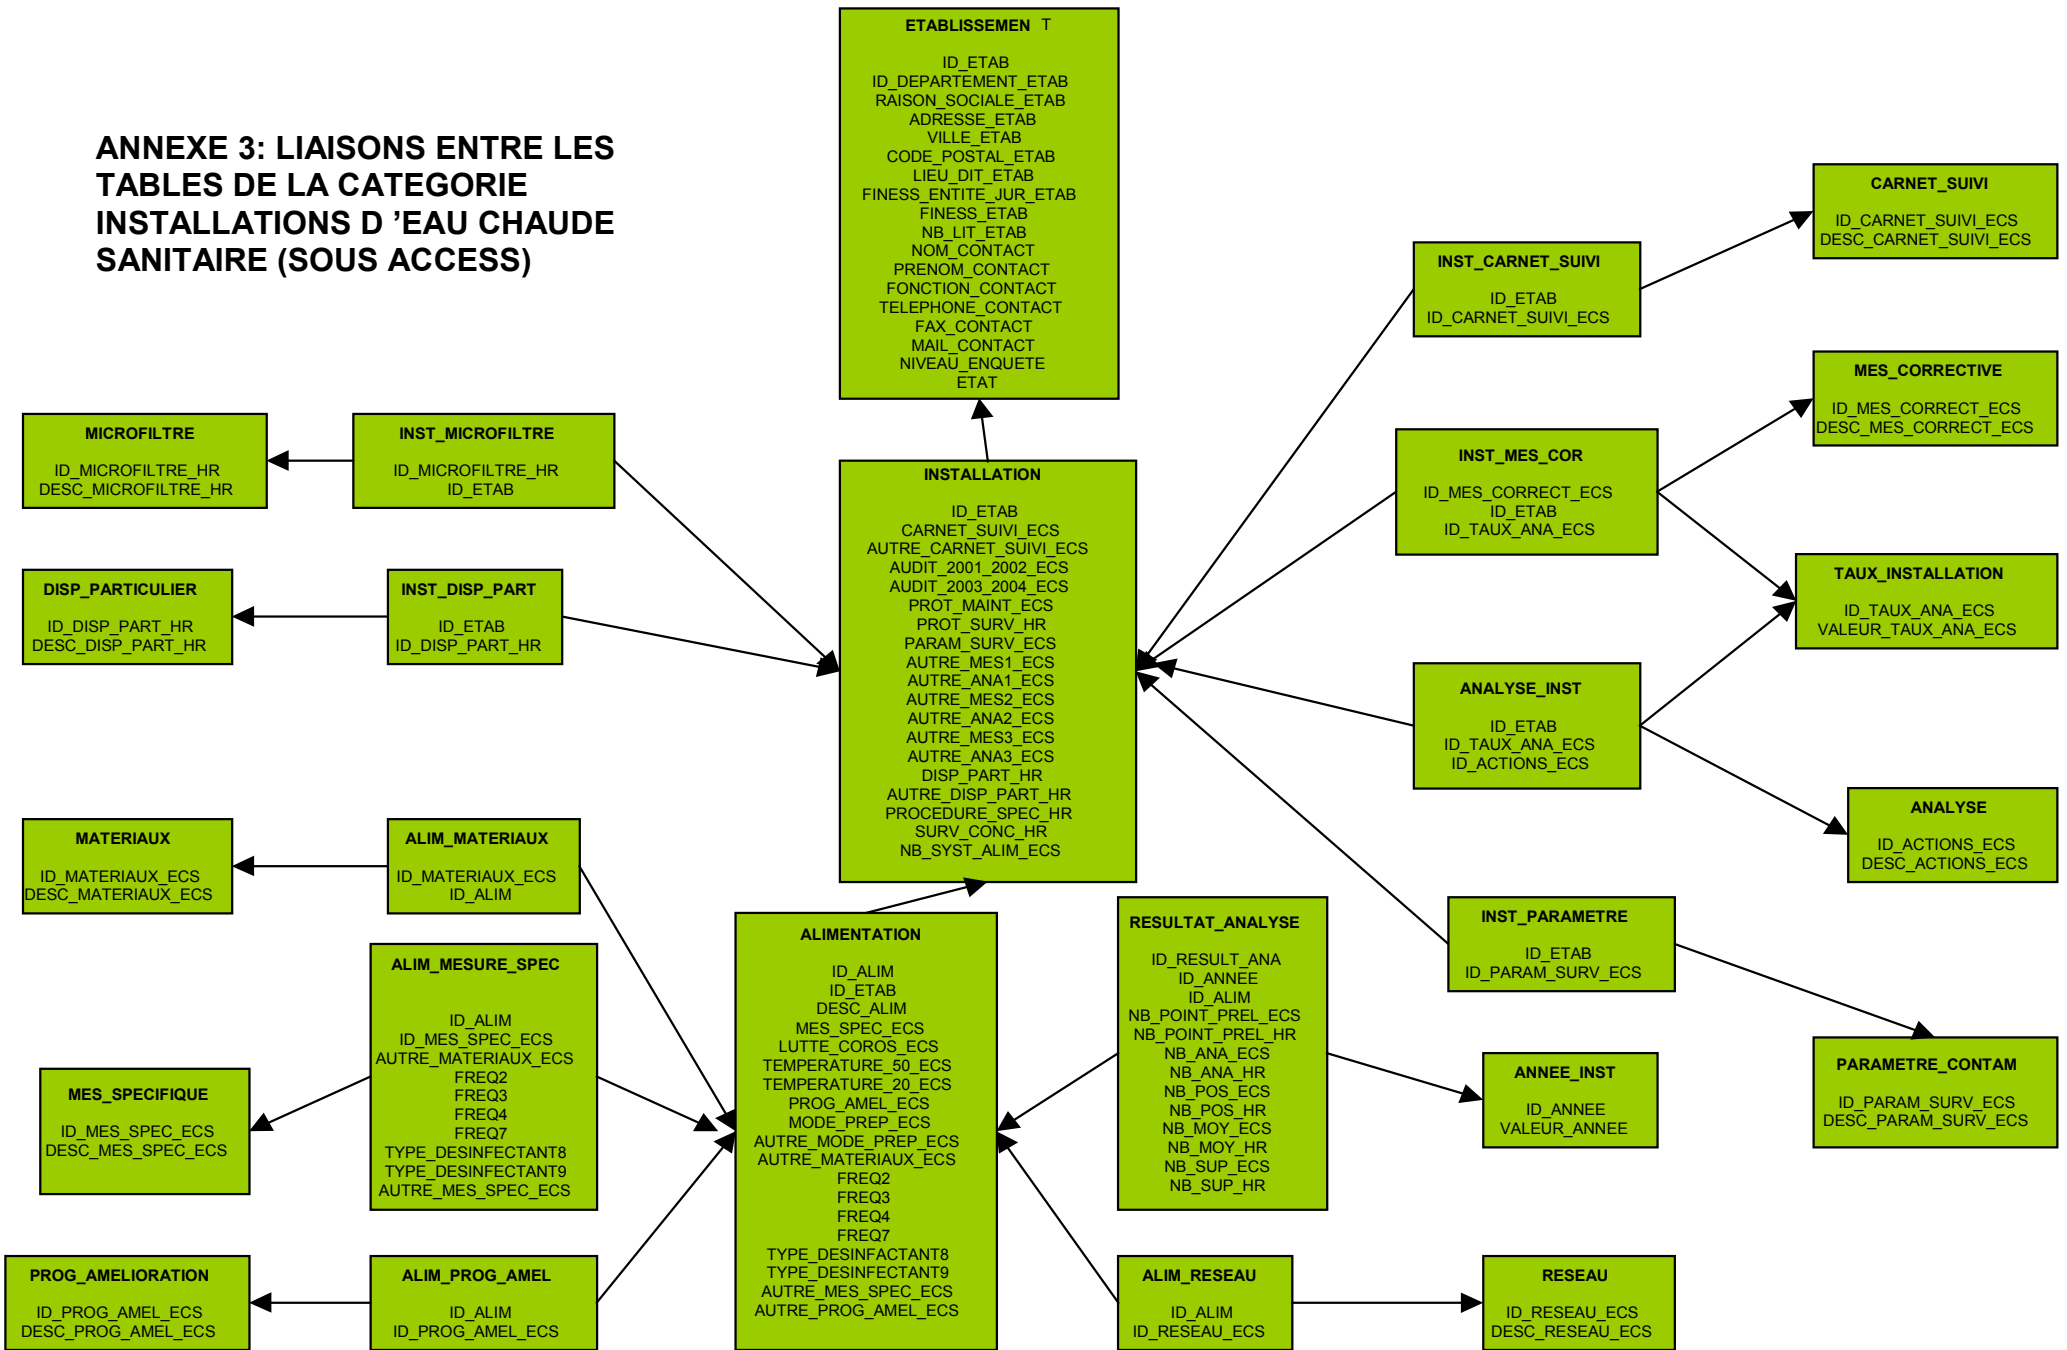 ETABLISSEMEN T
ID_ETAB
ID_DEPARTEMENT_ETAB
RAISON_SOCIALE_ETAB
ADRESSE_ETAB
VILLE_ETAB
CODE_POSTAL_ETAB
LIEU_DIT_ETAB
FINESS_ENTITE_JUR_ETAB
FINESS_ETAB
NB_LIT_ETAB
NOM_CONTACT
PRENOM_CONTACT
FONCTION_CONTACT
TELEPHONE_CONTACT
FAX_CONTACT
MAIL_CONTACT
NIVEAU_ENQUETE
ETAT
ANNEXE 3: LIAISONS ENTRE LES
TABLES DE LA CATEGORIE
INSTALLATIONS D ’EAU CHAUDE
SANITAIRE (SOUS ACCESS)
CARNET_SUIVI
ID_CARNET_SUIVI_ECS
DESC_CARNET_SUIVI_ECS
INST_CARNET_SUIVI
ID_ETAB
ID_CARNET_SUIVI_ECS
MES_CORRECTIVE
ID_MES_CORRECT_ECS
DESC_MES_CORRECT_ECS
MICROFILTRE
ID_MICROFILTRE_HR
DESC_MICROFILTRE_HR
INST_MICROFILTRE
ID_MICROFILTRE_HR
ID_ETAB
INSTALLATION
ID_ETAB
CARNET_SUIVI_ECS
AUTRE_CARNET_SUIVI_ECS
AUDIT_2001_2002_ECS
AUDIT_2003_2004_ECS
PROT_MAINT_ECS
PROT_SURV_HR
PARAM_SURV_ECS
AUTRE_MES1_ECS
AUTRE_ANA1_ECS
AUTRE_MES2_ECS
AUTRE_ANA2_ECS
AUTRE_MES3_ECS
AUTRE_ANA3_ECS
DISP_PART_HR
AUTRE_DISP_PART_HR
PROCEDURE_SPEC_HR
SURV_CONC_HR
NB_SYST_ALIM_ECS
INST_MES_COR
ID_MES_CORRECT_ECS
ID_ETAB
ID_TAUX_ANA_ECS
DISP_PARTICULIER
ID_DISP_PART_HR
DESC_DISP_PART_HR
INST_DISP_PART
ID_ETAB
ID_DISP_PART_HR
TAUX_INSTALLATION
ID_TAUX_ANA_ECS
VALEUR_TAUX_ANA_ECS
ANALYSE_INST
ID_ETAB
ID_TAUX_ANA_ECS
ID_ACTIONS_ECS
ANALYSE
ID_ACTIONS_ECS
DESC_ACTIONS_ECS
MATERIAUX
ID_MATERIAUX_ECS
DESC_MATERIAUX_ECS
ALIM_MATERIAUX
ID_MATERIAUX_ECS
ID_ALIM
ALIMENTATION
ID_ALIM
ID_ETAB
DESC_ALIM
MES_SPEC_ECS
LUTTE_COROS_ECS
TEMPERATURE_50_ECS
TEMPERATURE_20_ECS
PROG_AMEL_ECS
MODE_PREP_ECS
AUTRE_MODE_PREP_ECS
AUTRE_MATERIAUX_ECS
FREQ2
FREQ3
FREQ4
FREQ7
TYPE_DESINFACTANT8
TYPE_DESINFECTANT9
AUTRE_MES_SPEC_ECS
AUTRE_PROG_AMEL_ECS
RESULTAT_ANALYSE
ID_RESULT_ANA
ID_ANNEE
ID_ALIM
NB_POINT_PREL_ECS
NB_POINT_PREL_HR
NB_ANA_ECS
NB_ANA_HR
NB_POS_ECS
NB_POS_HR
NB_MOY_ECS
NB_MOY_HR
NB_SUP_ECS
NB_SUP_HR
INST_PARAMETRE
ID_ETAB
ID_PARAM_SURV_ECS
ALIM_MESURE_SPEC
ID_ALIM
ID_MES_SPEC_ECS
AUTRE_MATERIAUX_ECS
FREQ2
FREQ3
FREQ4
FREQ7
TYPE_DESINFECTANT8
TYPE_DESINFECTANT9
AUTRE_MES_SPEC_ECS
MES_SPECIFIQUE
ID_MES_SPEC_ECS
DESC_MES_SPEC_ECS
ANNEE_INST
ID_ANNEE
VALEUR_ANNEE
PARAMETRE_CONTAM
ID_PARAM_SURV_ECS
DESC_PARAM_SURV_ECS
PROG_AMELIORATION
ID_PROG_AMEL_ECS
DESC_PROG_AMEL_ECS
ALIM_PROG_AMEL
ID_ALIM
ID_PROG_AMEL_ECS
ALIM_RESEAU
ID_ALIM
ID_RESEAU_ECS
RESEAU
ID_RESEAU_ECS
DESC_RESEAU_ECS